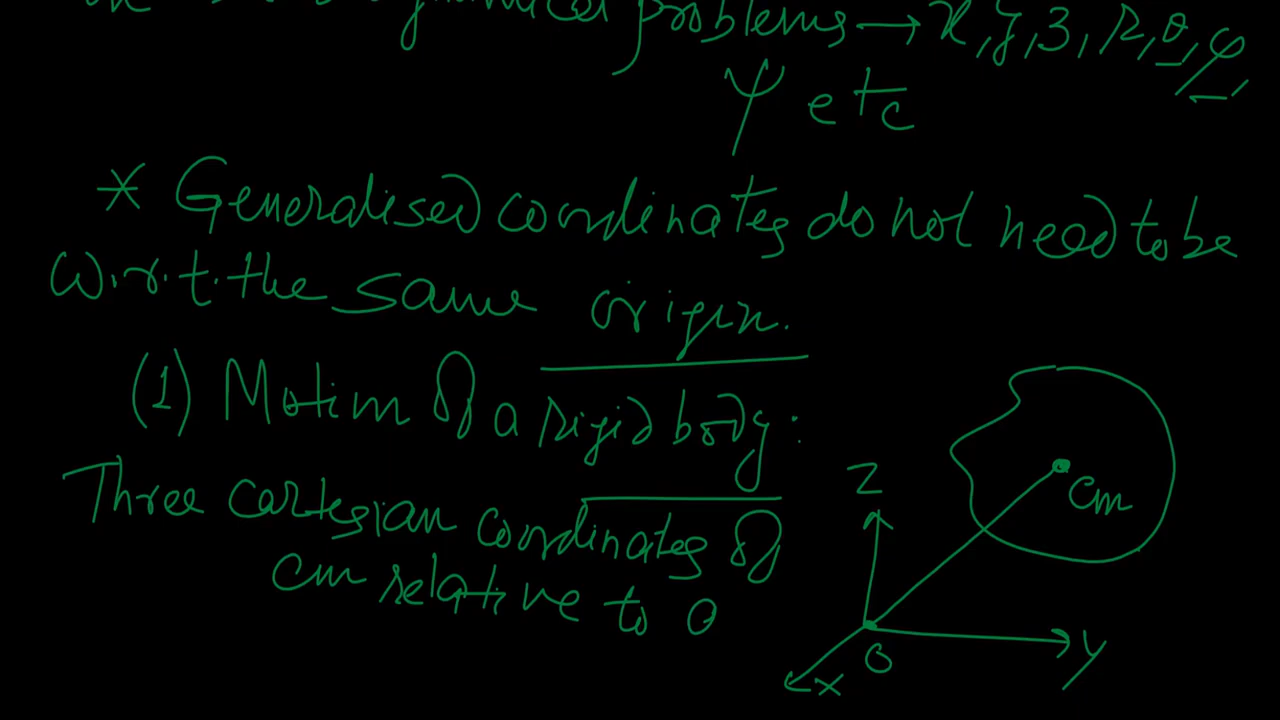 problems → x, y, z, r, θ, φ
ψ etc
* Generalised coordinates do not need to be
w.r.t. the same origin.
(1) Motion of a rigid body:
Three cartesian coordinates of
cm relative to O
cm
Z
O
y
x